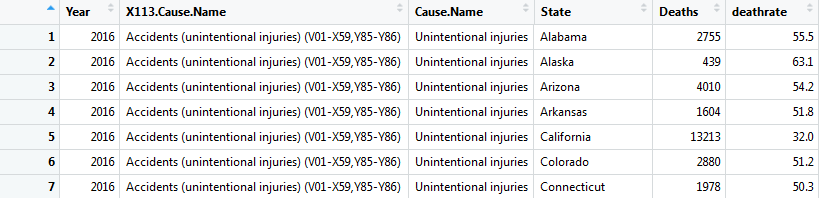 Year X113.Cause.Name Cause.Name State Deaths deathrate
1 2016 Accidents (unintentional injuries) (V01-X59,Y85-Y86) Unintentional injuries Alabama 2755 55.5
2 2016 Accidents (unintentional injuries) (V01-X59,Y85-Y86) Unintentional injuries Alaska 439 63.1
3 2016 Accidents (unintentional injuries) (V01-X59,Y85-Y86) Unintentional injuries Arizona 4010 54.2
4 2016 Accidents (unintentional injuries) (V01-X59,Y85-Y86) Unintentional injuries Arkansas 1604 51.8
5 2016 Accidents (unintentional injuries) (V01-X59,Y85-Y86) Unintentional injuries California 13213 32.0
6 2016 Accidents (unintentional injuries) (V01-X59,Y85-Y86) Unintentional injuries Colorado 2880 51.2
7 2016 Accidents (unintentional injuries) (V01-X59,Y85-Y86) Unintentional injuries Connecticut 1978 50.3